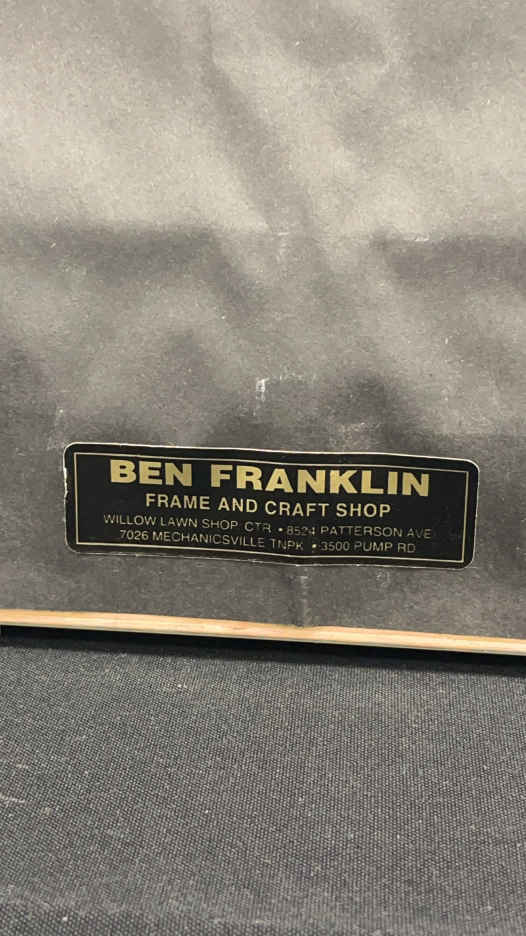 BEN FRANKLIN
FRAME AND CRAFT SHOP
WILLOW LAWN SHOP. CTR • 8524 PATTERSON AVE
7026 MECHANICSVILLE TNPK • 3500 PUMP RD